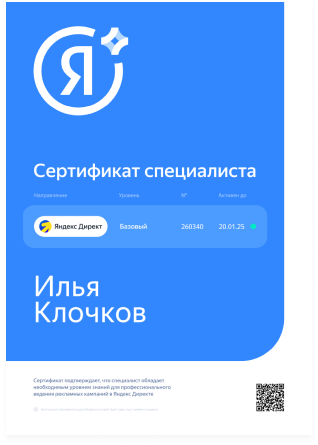 Я
Сертификат специалиста
Направление Уровень № Активен до
Яндекс Директ Базовый 260340 20.01.25
Илья
Клочков
Сертификат подтверждает, что специалист обладает
необходимым уровнем знаний для профессионального
ведения рекламных кампаний в Яндекс Директе